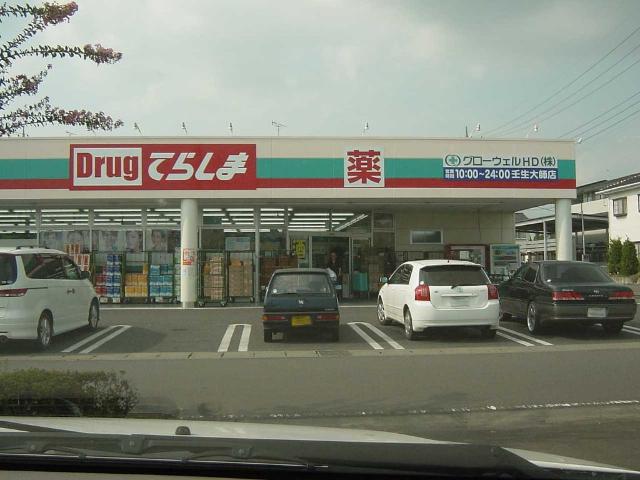 Drug てらしま
薬
グローウェルHD(株)
10:00~24:00 壬生大師店